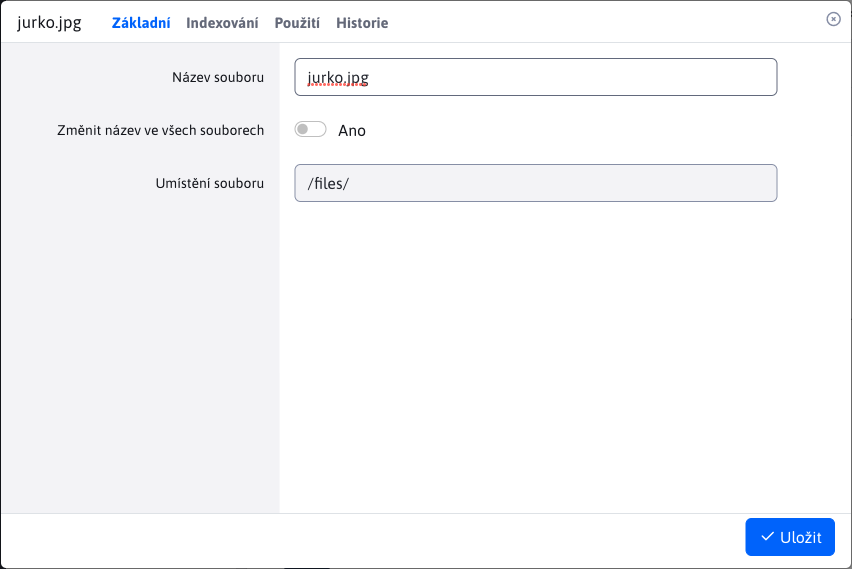 jurko.jpg Základní Indexování Použití Historie
Název souboru jurko.jpg
Změnit název ve všech souborech Ano
Umístění souboru /files/
Uložit